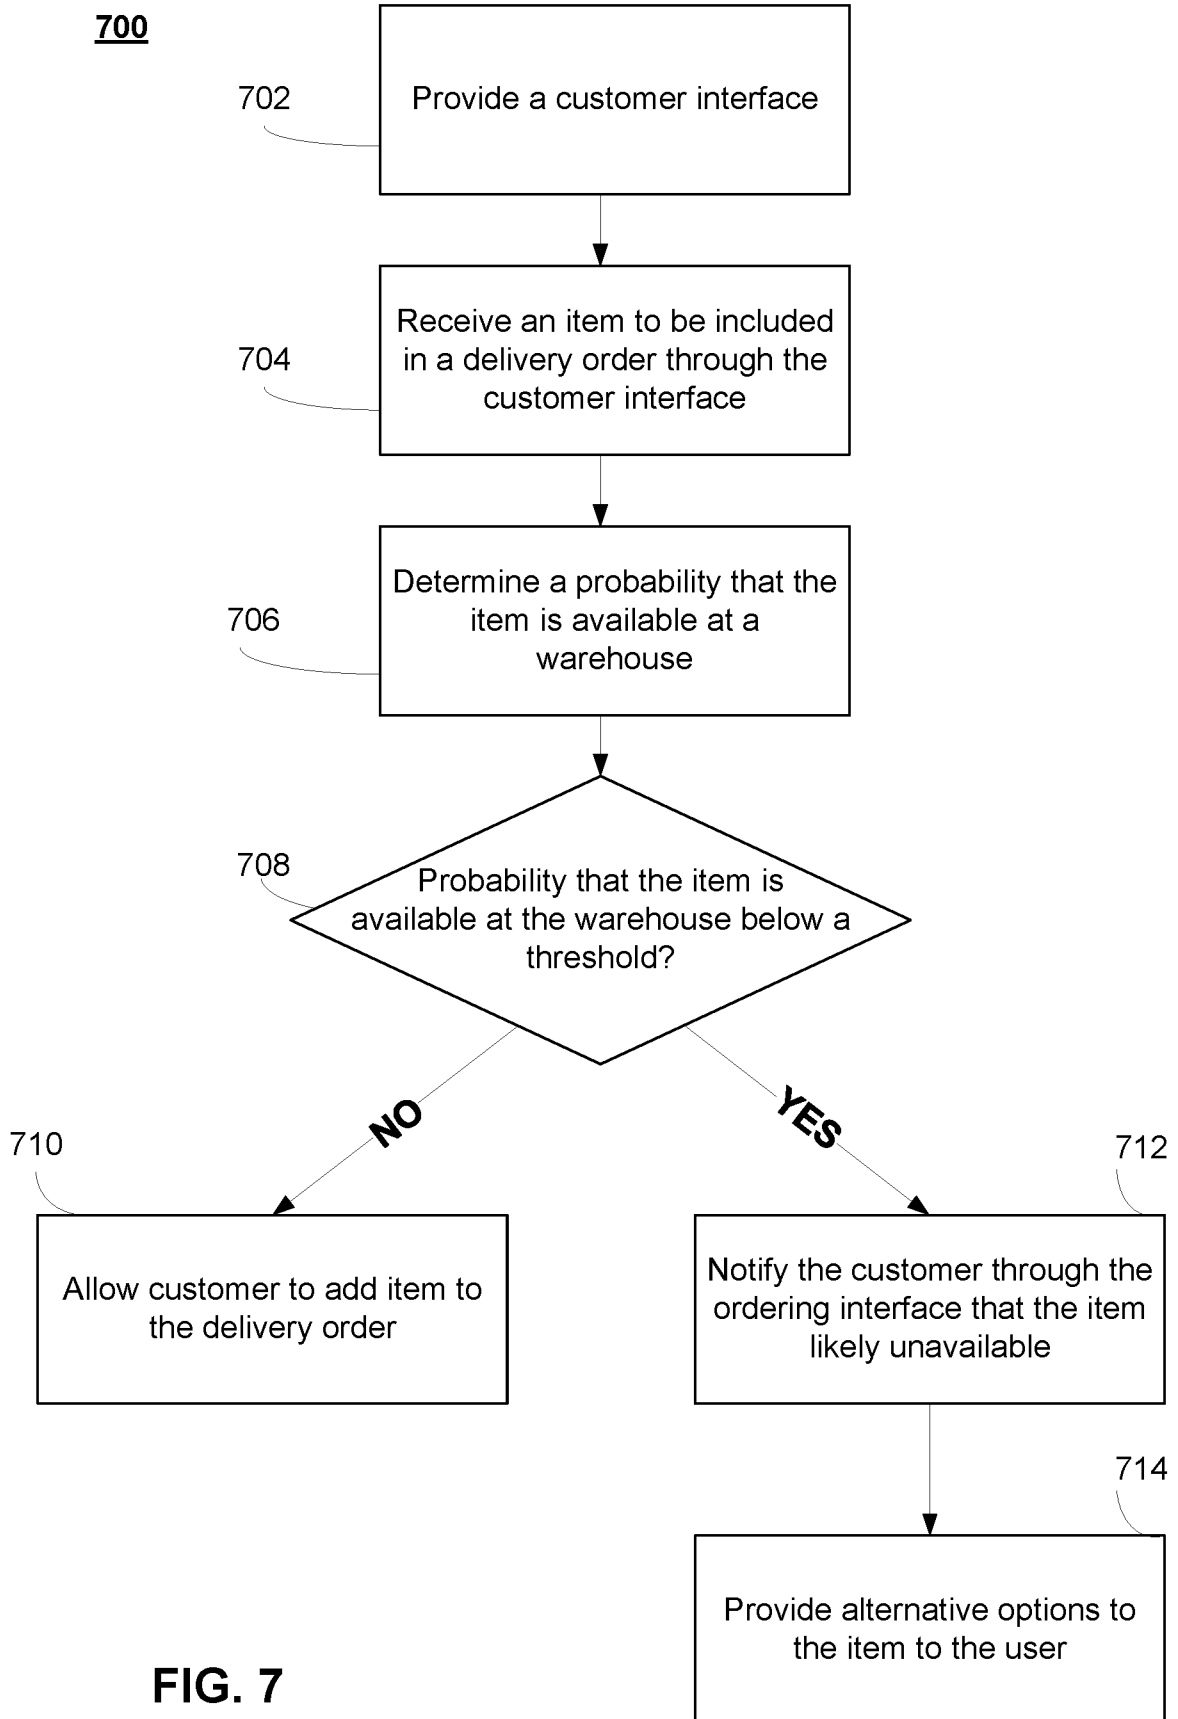 700
702
Provide a customer interface
704
Receive an item to be included
in a delivery order through the
customer interface
706
Determine a probability that the
item is available at a
warehouse
708
Probability that the item is
available at the warehouse below a
threshold?
NO
YES
710
Allow customer to add item to
the delivery order
712
Notify the customer through the
ordering interface that the item
likely unavailable
714
Provide alternative options to
the item to the user
FIG. 7